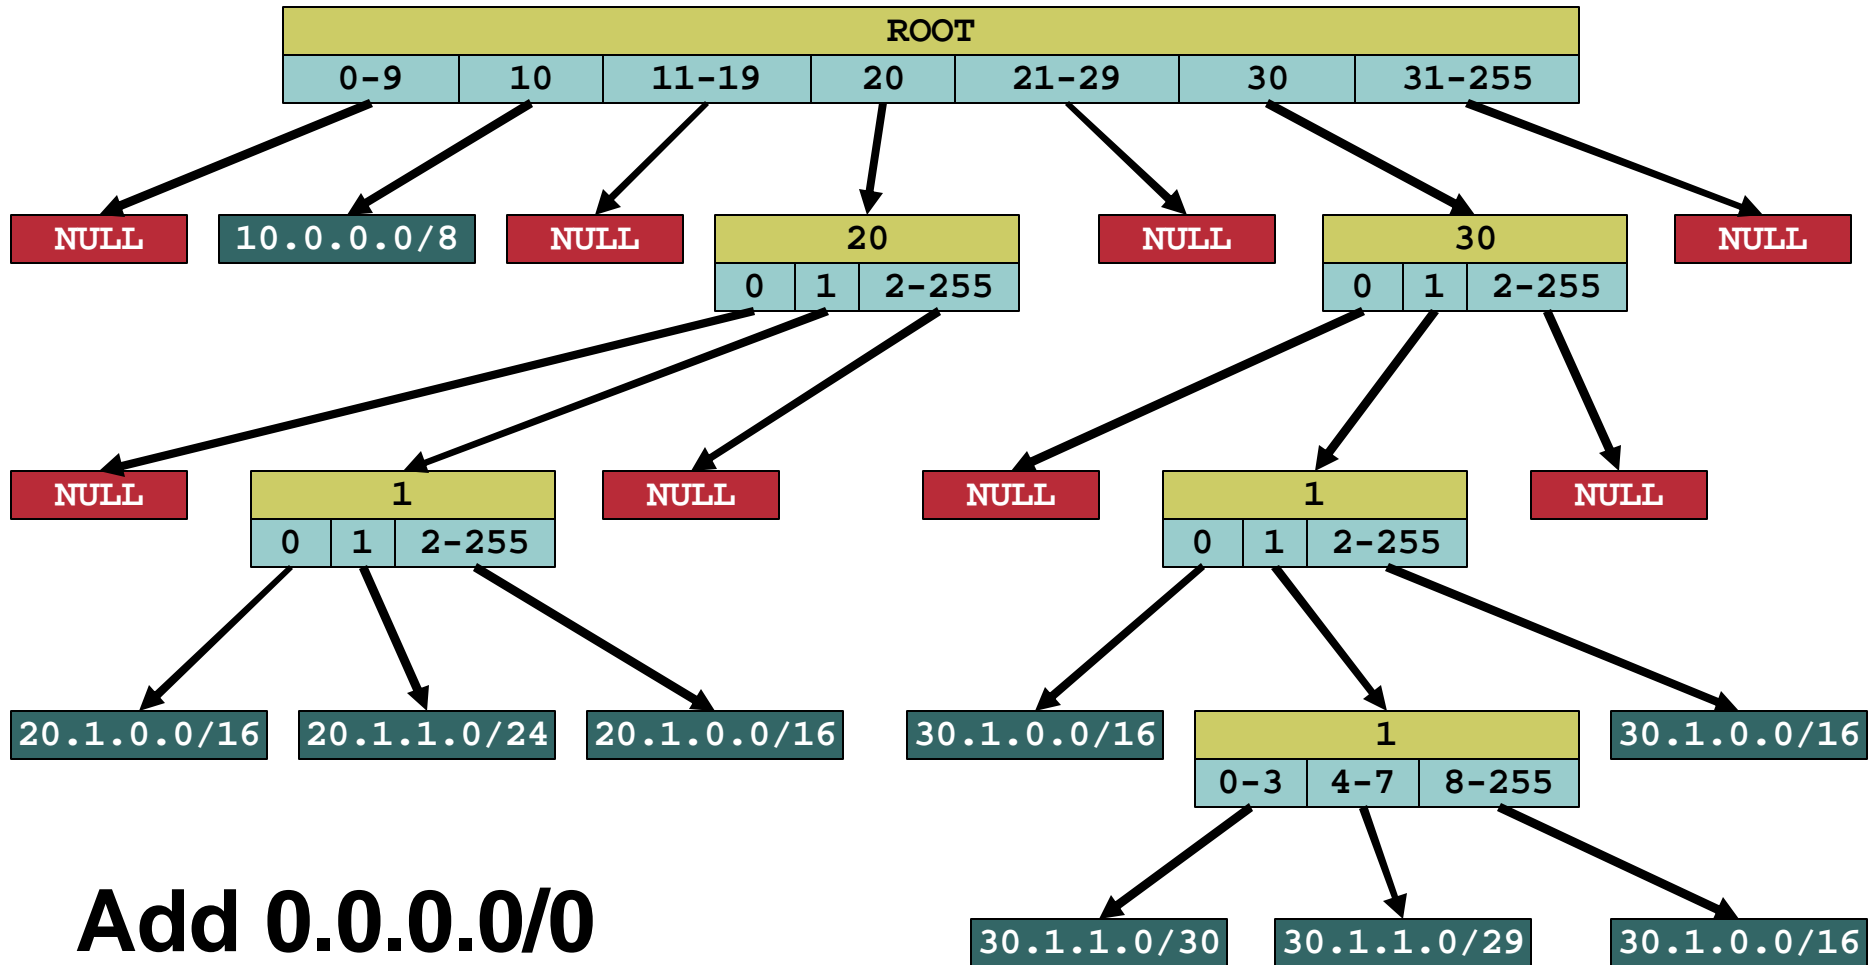 ROOT
0-9 10 11-19 20 21-29 30 31-255
NULL 10.0.0.0/8 NULL 20 NULL 30 NULL
0 1 2-255 0 1 2-255
NULL 1 NULL NULL 1 NULL
0 1 2-255 0 1 2-255
20.1.0.0/16 20.1.1.0/24 20.1.0.0/16 30.1.0.0/16 1 30.1.0.0/16
0-3 4-7 8-255
Add 0.0.0.0/0
30.1.1.0/30 30.1.1.0/29 30.1.0.0/16